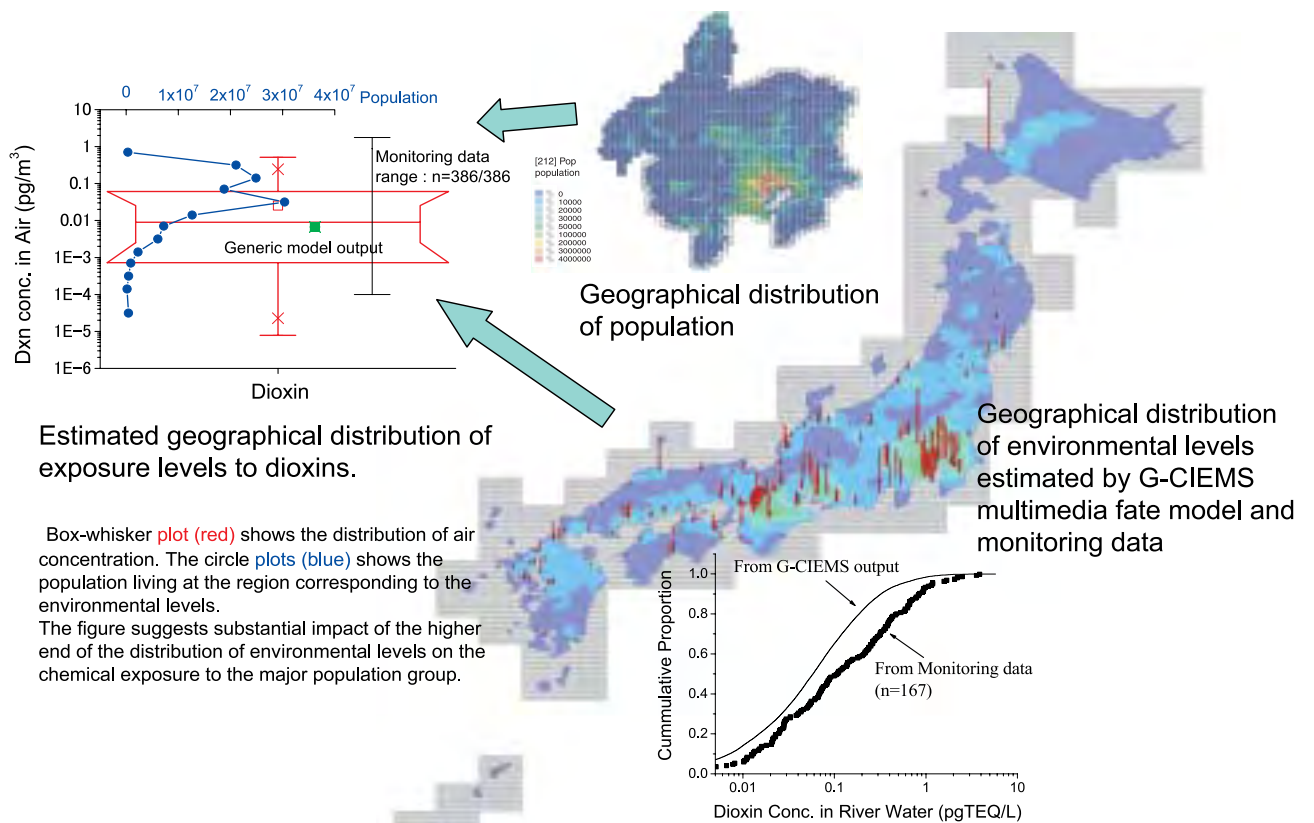 0 1x10⁷ 2x10⁷ 3x10⁷ 4x10⁷ Population
10
1
0.1
0.01
1E-3
1E-4
1E-5
1E-6
Dxn conc. in Air (pg/m³)
Monitoring data
range : n=386/386
Generic model output
Dioxin
[212] Pop
population
0
10000
20000
30000
50000
100000
200000
3000000
4000000
Geographical distribution
of population
Estimated geographical distribution of
exposure levels to dioxins.
Box-whisker plot (red) shows the distribution of air
concentration. The circle plots (blue) shows the
population living at the region corresponding to the
environmental levels.
The figure suggests substantial impact of the higher
end of the distribution of environmental levels on the
chemical exposure to the major population group.
Geographical distribution
of environmental levels
estimated by G-CIEMS
multimedia fate model and
monitoring data
From G-CIEMS output
From Monitoring data
(n=167)
Cummulative Proportion
1.0
0.8
0.6
0.4
0.2
0.0
0.01 0.1 1 10
Dioxin Conc. in River Water (pgTEQ/L)